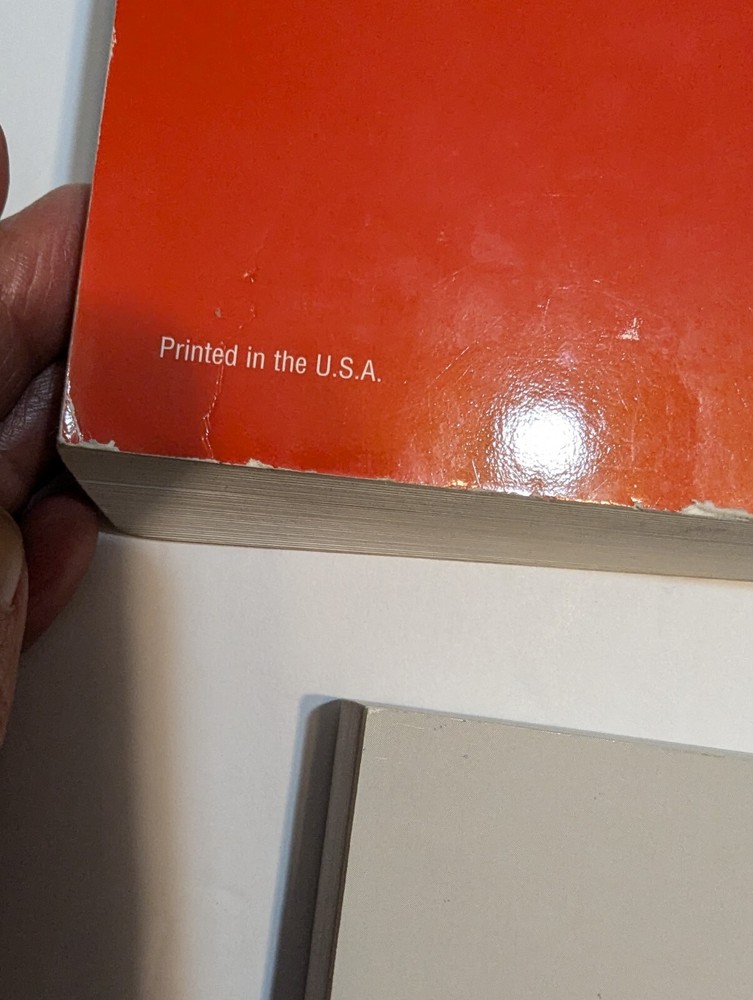 Printed in the U.S.A.